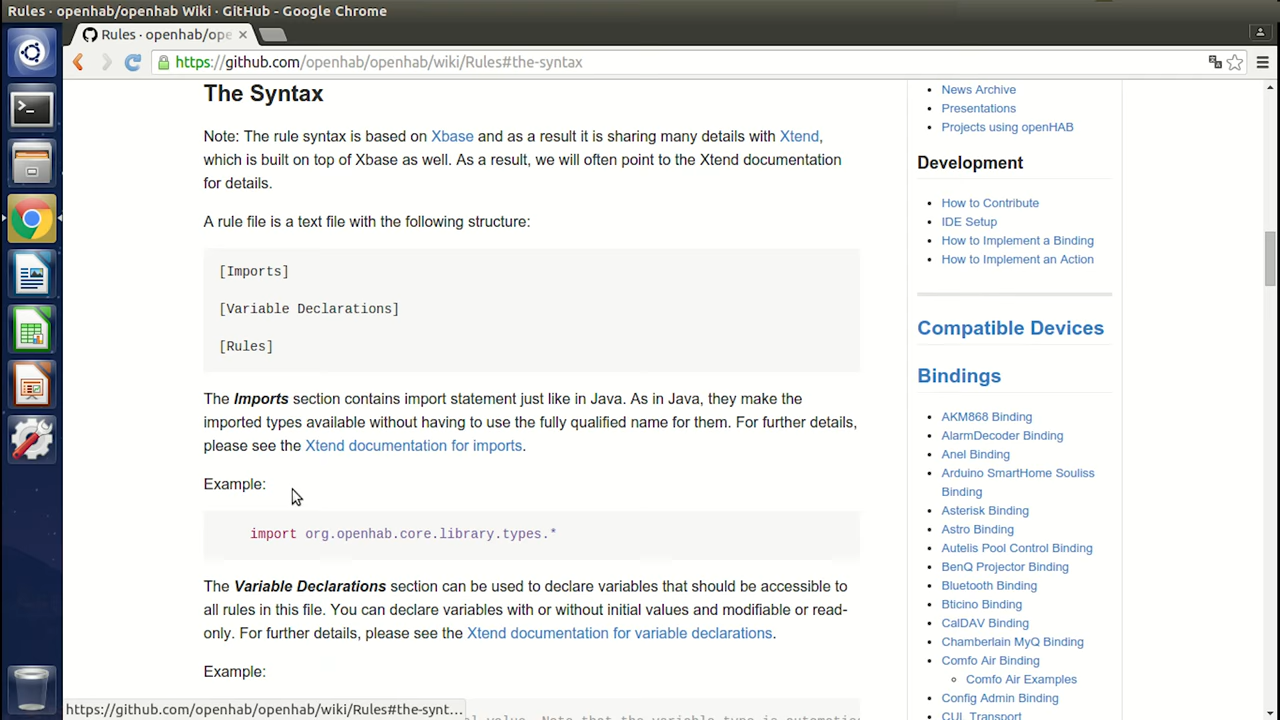 Rules · openhab/openhab Wiki · GitHub - Google Chrome
Rules · openhab/ope
https://github.com/openhab/openhab/wiki/Rules#the-syntax
The Syntax
Note: The rule syntax is based on Xbase and as a result it is sharing many details with Xtend,
which is built on top of Xbase as well. As a result, we will often point to the Xtend documentation
for details.
A rule file is a text file with the following structure:
[Imports]
[Variable Declarations]
[Rules]
The Imports section contains import statement just like in Java. As in Java, they make the
imported types available without having to use the fully qualified name for them. For further details,
please see the Xtend documentation for imports.
Example:
import org.openhab.core.library.types.*
The Variable Declarations section can be used to declare variables that should be accessible to
all rules in this file. You can declare variables with or without initial values and modifiable or read-
only. For further details, please see the Xtend documentation for variable declarations.
Example:
https://github.com/openhab/openhab/wiki/Rules#the-synt...
al value. Note that the variable type is automatic
News Archive
Presentations
Projects using openHAB
Development
How to Contribute
IDE Setup
How to Implement a Binding
How to Implement an Action
Compatible Devices
Bindings
AKM868 Binding
AlarmDecoder Binding
Anel Binding
Arduino SmartHome Souliss
Binding
Asterisk Binding
Astro Binding
Autelis Pool Control Binding
BenQ Projector Binding
Bluetooth Binding
Bticino Binding
CalDAV Binding
Chamberlain MyQ Binding
Comfo Air Binding
Comfo Air Examples
Config Admin Binding
CUL Transport